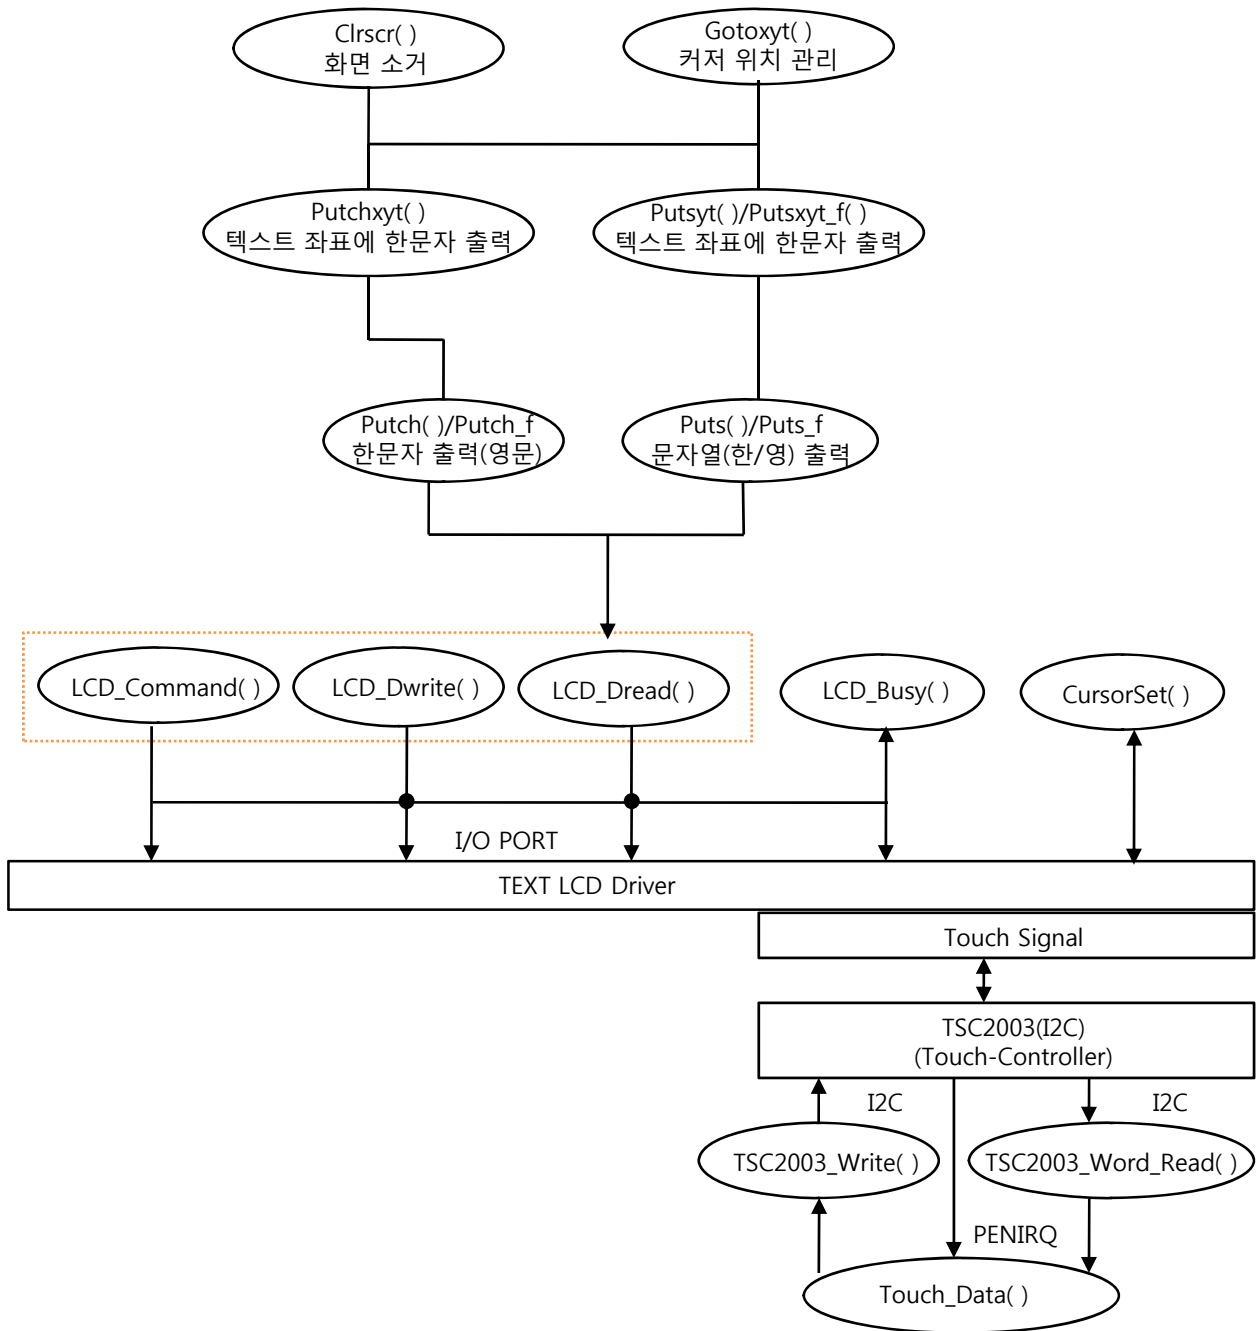 Clrscr( )
화면 소거
Gotoxyt( )
커저 위치 관리
Putchxyt( )
텍스트 좌표에 한문자 출력
Putsyt( )/Putsxyt_f( )
텍스트 좌표에 한문자 출력
Putch( )/Putch_f
한문자 출력(영문)
Puts( )/Puts_f
문자열(한/영) 출력
LCD_Command( )
LCD_Dwrite( )
LCD_Dread( )
LCD_Busy( )
CursorSet( )
I/O PORT
TEXT LCD Driver
Touch Signal
TSC2003(I2C)
(Touch-Controller)
I2C
I2C
TSC2003_Write( )
TSC2003_Word_Read( )
PENIRQ
Touch_Data( )